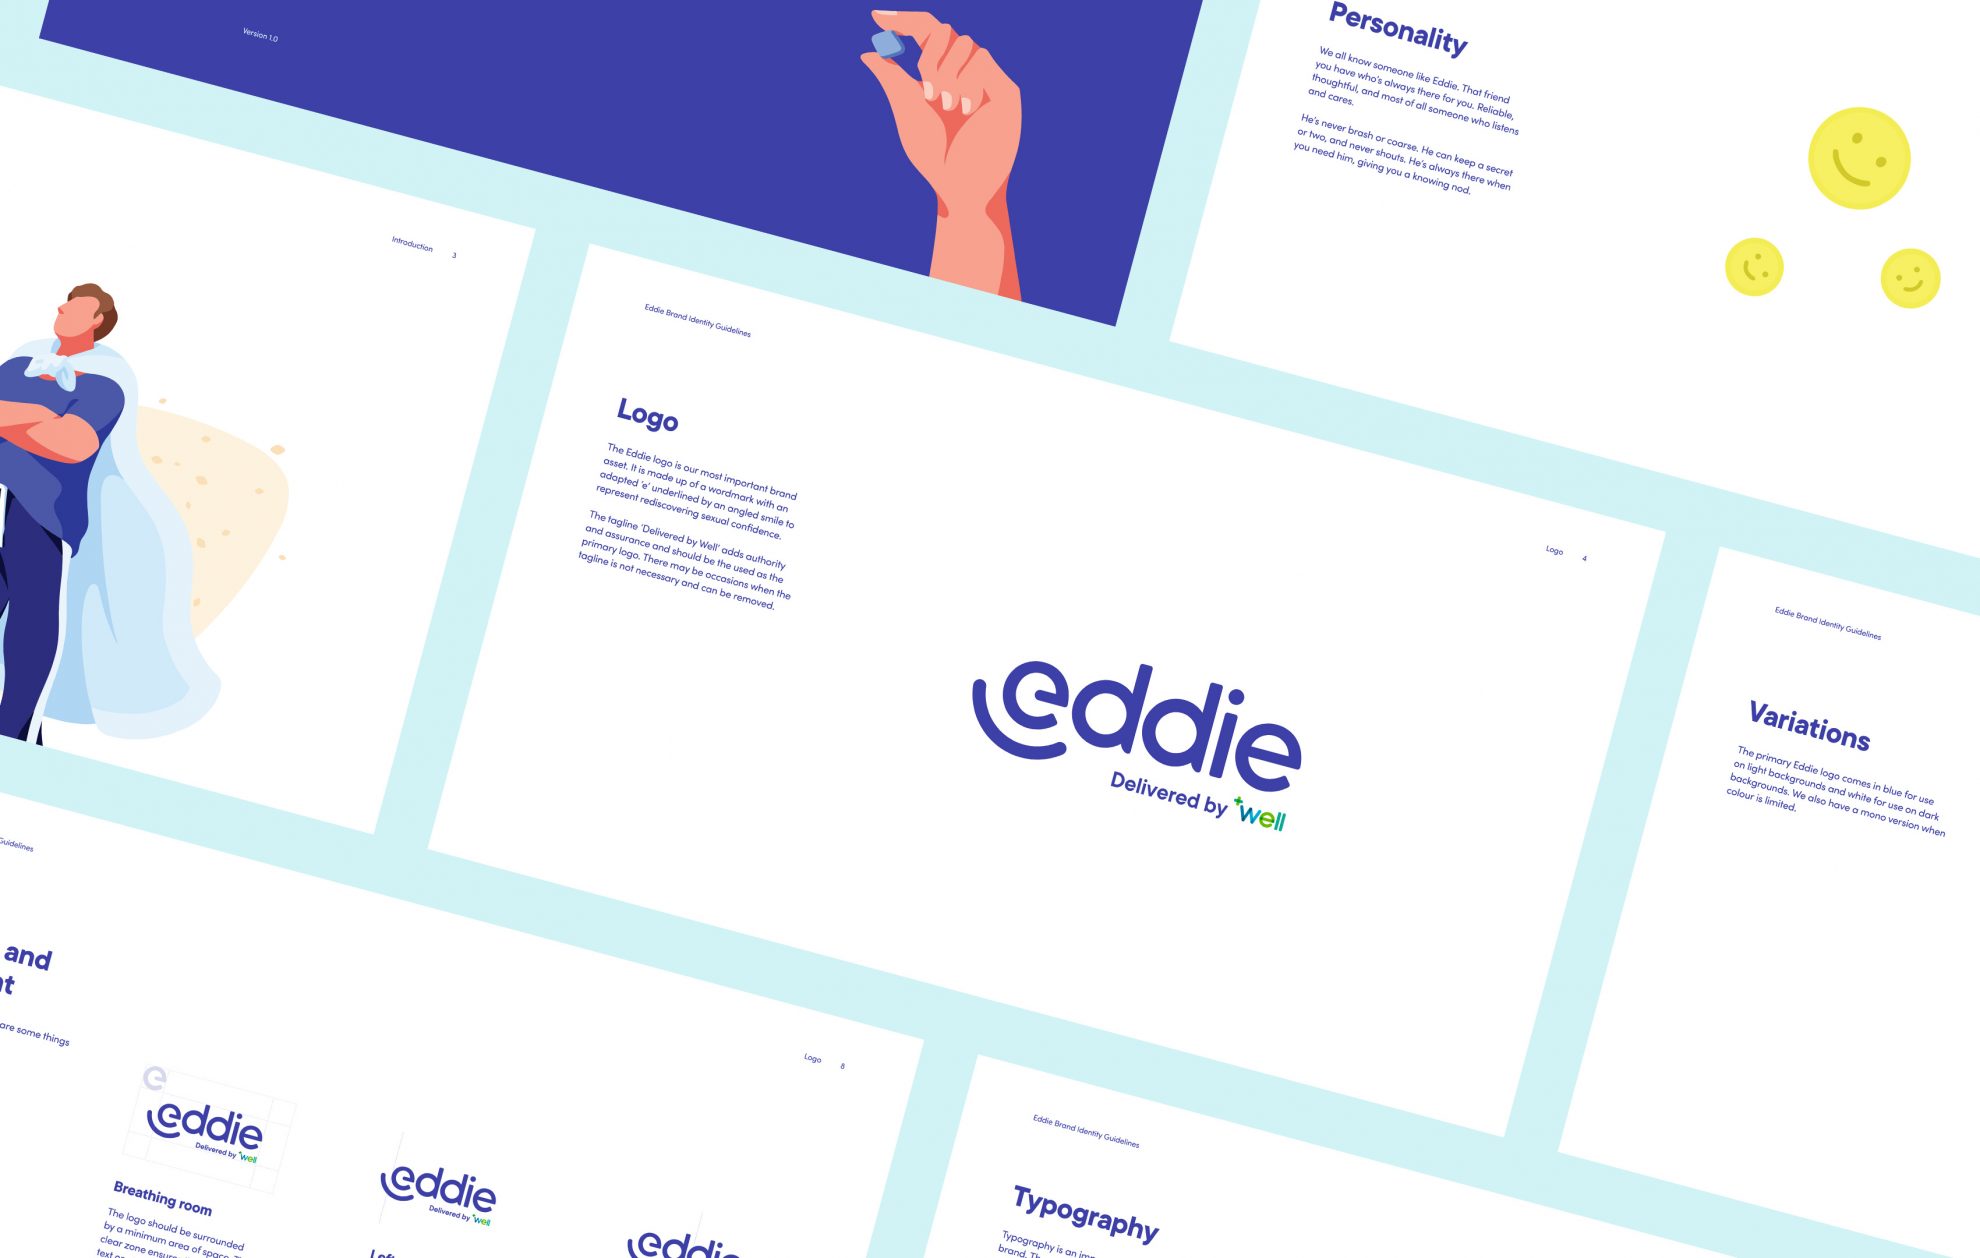 Version 1.0
Personality
We all know someone like Eddie. That friend
you have who's always there for you. Reliable,
thoughtful, and most of all someone who listens
and cares.
He's never brash or coarse. He can keep a secret
or two, and never shouts. He's always there when
you need him, giving you a knowing nod.
Introduction 3
Eddie Brand Identity Guidelines
Logo
The Eddie logo is our most important brand
asset. It is made up of a wordmark with an
adapted 'e' underlined by an angled smile to
represent rediscovering sexual confidence.
The tagline 'Delivered by Well' adds authority
and assurance and should be the used as the
primary logo. There may be occasions when the
tagline is not necessary and can be removed.
Logo 4
eddie
Delivered by well
Eddie Brand Identity Guidelines
Variations
The primary Eddie logo comes in blue for use
on light backgrounds and white for use on dark
backgrounds. We also have a mono version when
colour is limited.
Guidelines
and
are some things
Logo 8
e
eddie
Delivered by well
Breathing room
The logo should be surrounded
by a minimum area of space.
clear zone
text
eddie
Delivered by well
eddie
Eddie Brand Identity Guidelines
Typography
Typography is an
brand.